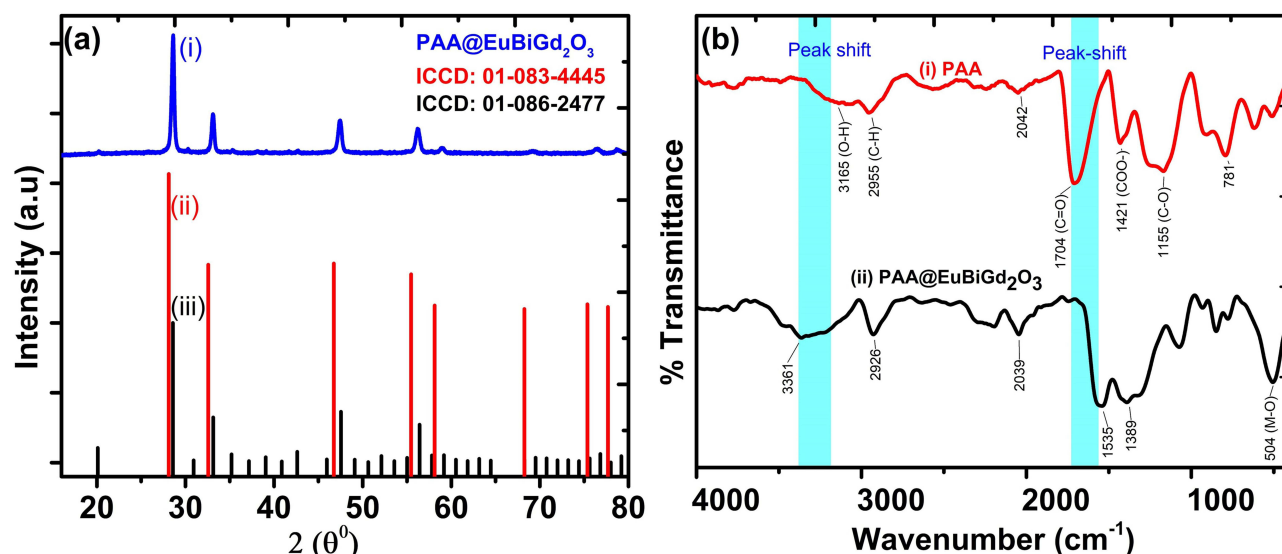 (a)
(i)
PAA@EuBiGd2O3
ICCD: 01-083-4445
ICCD: 01-086-2477
(ii)
(iii)
Intensity (a.u)
20 30 40 50 60 70 80
2 (θ⁰)
(b)
Peak shift
Peak-shift
(i) PAA
3165 (O-H)
2955 (C-H)
2042
1704 (C=O)
1421 (COO-)
1155 (C-O)
781
(ii) PAA@EuBiGd2O3
3361
2926
2039
1535
1389
504 (M-O)
% Transmittance
4000 3000 2000 1000
Wavenumber (cm⁻¹)